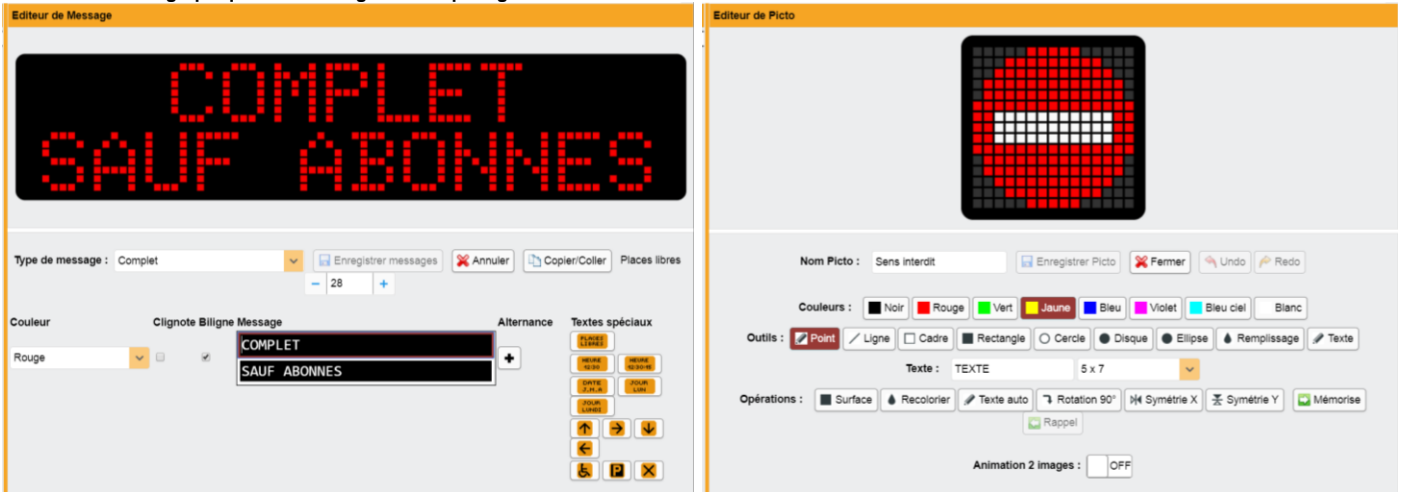 Editeur de Message
COMPLET
SAUF ABONNES
Type de message : Complet Enregistrer messages Annuler Copier/Coller Places libres
28
Couleur Clignote Biligne Message Alternance Textes spéciaux
Rouge COMPLET
SAUF ABONNES
PLACES LIBRES
HEURE 12:30
DATE J.M.A JOUR LUN
JOUR LUNDI
Editeur de Picto
Nom Picto : Sens interdit Enregistrer Picto Fermer Undo Redo
Couleurs : Noir Rouge Vert Jaune Bleu Violet Bleu ciel Blanc
Outils : Point Ligne Cadre Rectangle Cercle Disque Ellipse Remplissage Texte
Texte : TEXTE 5 x 7
Opérations : Surface Recolorier Texte auto Rotation 90° Symétrie X Symétrie Y Mémorise
Rappel
Animation 2 images : OFF